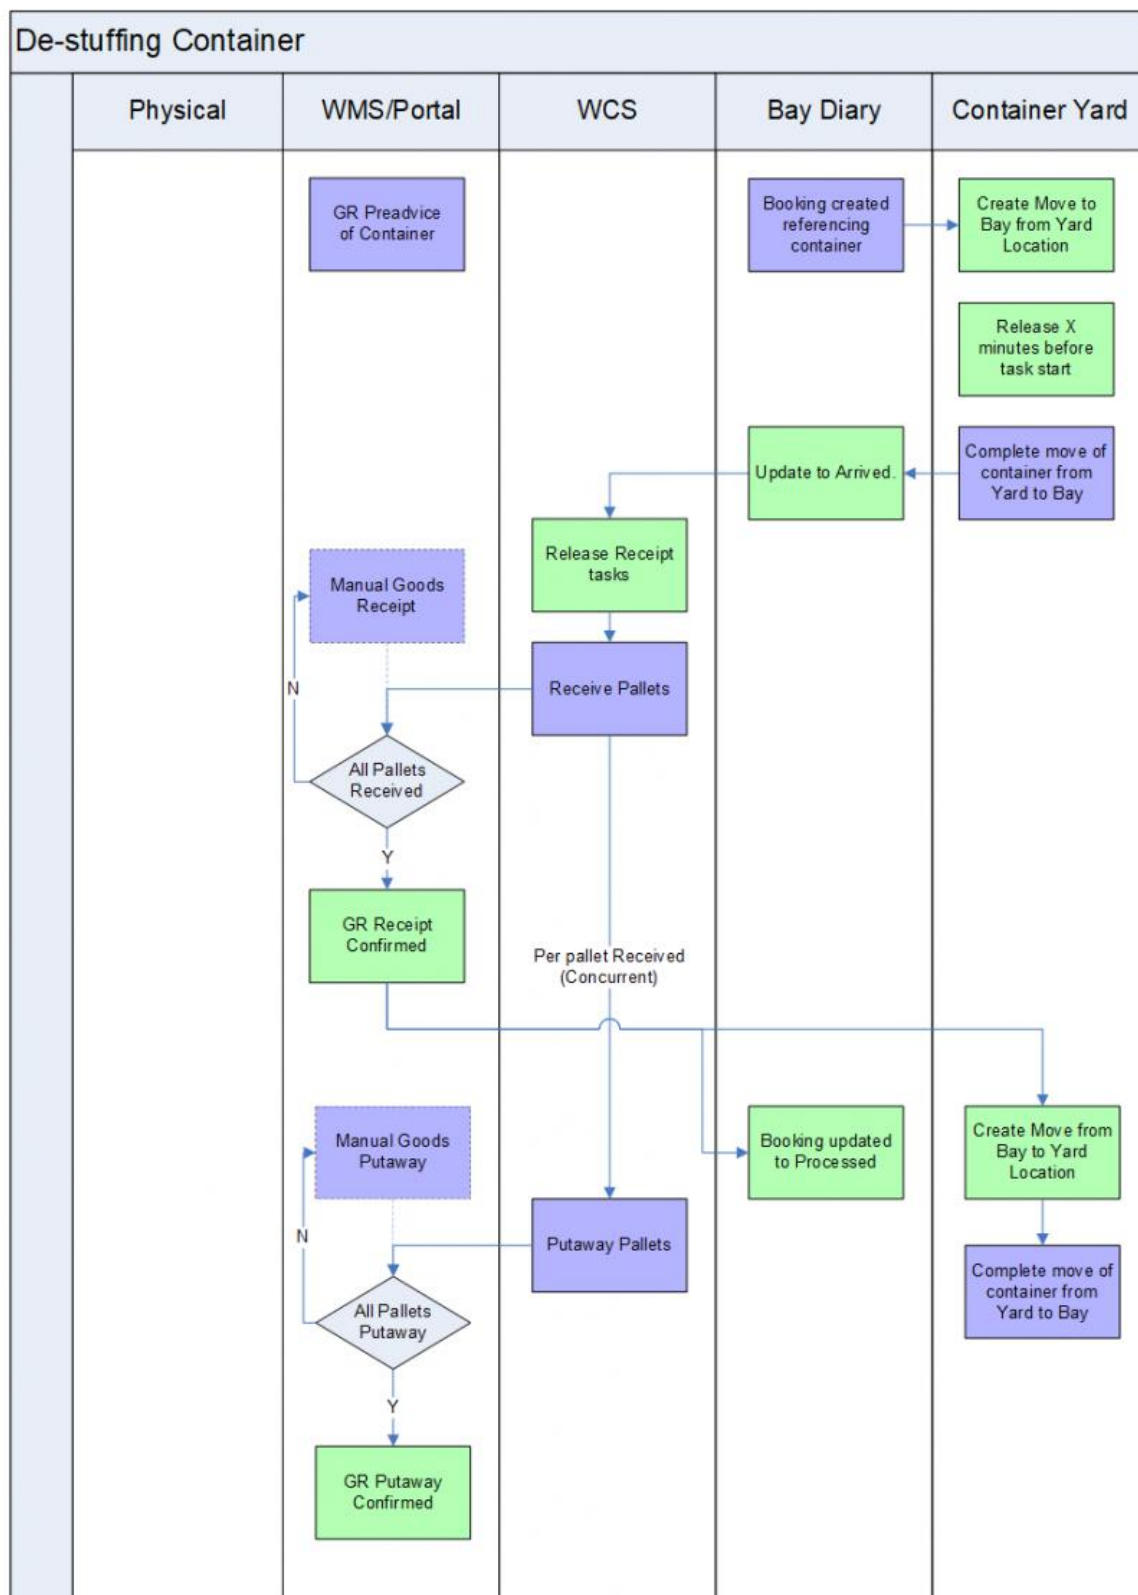 De-stuffing Container
Physical
WMS/Portal
WCS
Bay Diary
Container Yard
GR Preadvice
of Container
Booking created
referencing
container
Create Move to
Bay from Yard
Location
Release X
minutes before
task start
Update to Arrived.
Complete move of
container from
Yard to Bay
Release Receipt
tasks
Manual Goods
Receipt
N
Receive Pallets
All Pallets
Received
Y
GR Receipt
Confirmed
Per pallet Received
(Concurrent)
Manual Goods
Putaway
Booking updated
to Processed
Create Move from
Bay to Yard
Location
N
Putaway Pallets
Complete move of
container from
Yard to Bay
All Pallets
Putaway
Y
GR Putaway
Confirmed